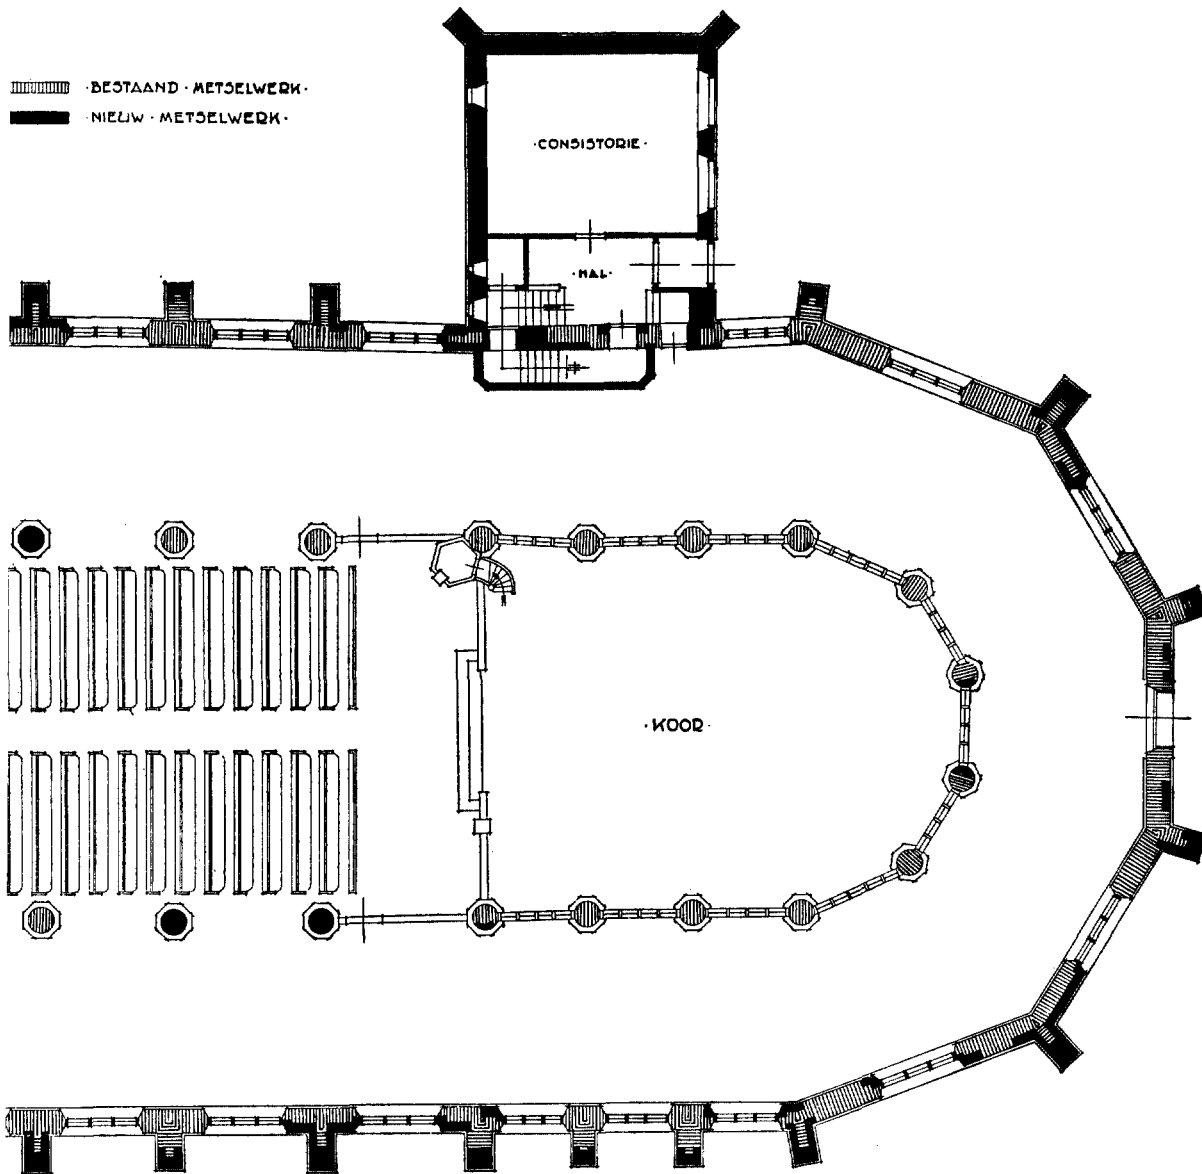 ·BESTAAND·METSELWERK·
·NIEUW·METSELWERK·
·CONSISTORIE·
·HAL·
·KOOR·